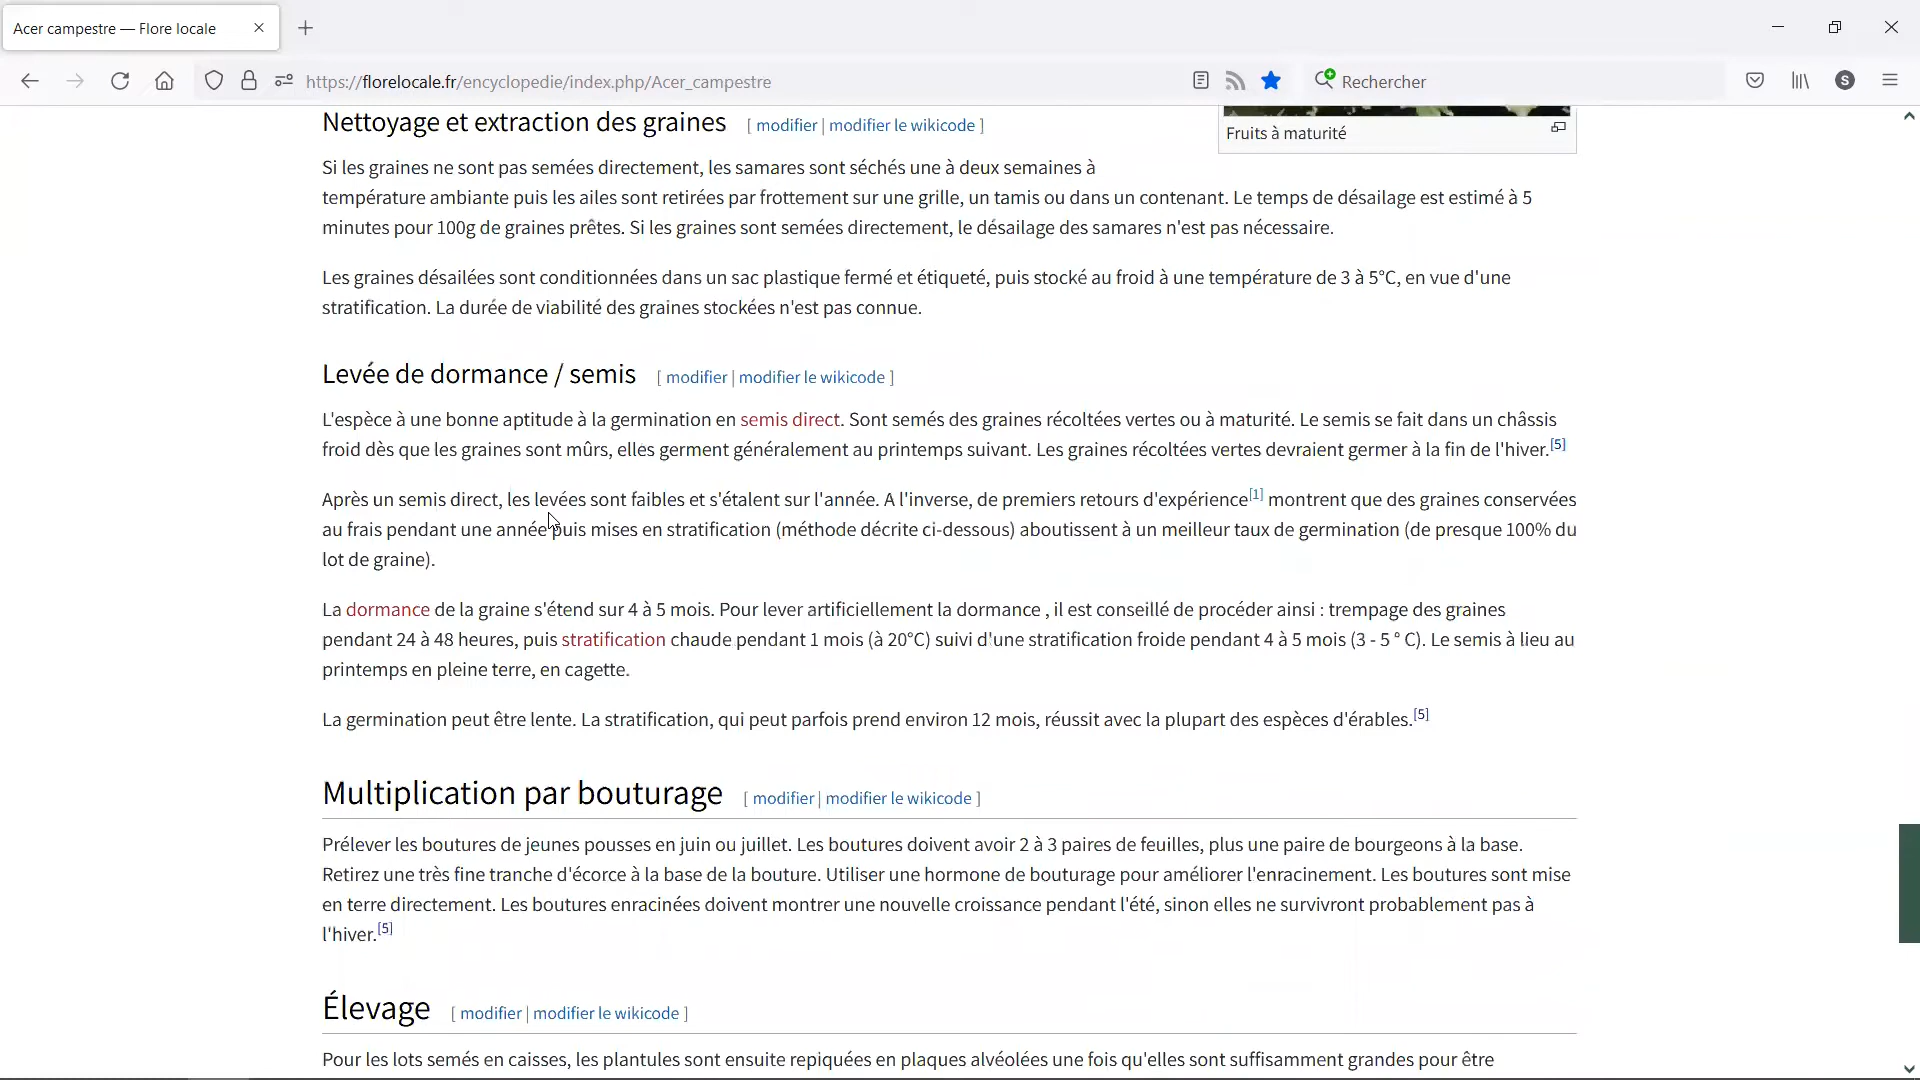 Acer campestre — Flore locale
https://florelocale.fr/encyclopedie/index.php/Acer_campestre
Rechercher
S
Nettoyage et extraction des graines [ modifier | modifier le wikicode ]
Fruits à maturité
Si les graines ne sont pas semées directement, les samares sont séchés une à deux semaines à
température ambiante puis les ailes sont retirées par frottement sur une grille, un tamis ou dans un contenant. Le temps de désailage est estimé à 5
minutes pour 100g de graines prêtes. Si les graines sont semées directement, le désailage des samares n'est pas nécessaire.
Les graines désailées sont conditionnées dans un sac plastique fermé et étiqueté, puis stocké au froid à une température de 3 à 5°C, en vue d'une
stratification. La durée de viabilité des graines stockées n'est pas connue.
Levée de dormance / semis [ modifier | modifier le wikicode ]
L'espèce à une bonne aptitude à la germination en semis direct. Sont semés des graines récoltées vertes ou à maturité. Le semis se fait dans un châssis
froid dès que les graines sont mûrs, elles germent généralement au printemps suivant. Les graines récoltées vertes devraient germer à la fin de l'hiver.[5]
Après un semis direct, les levées sont faibles et s'étalent sur l'année. A l'inverse, de premiers retours d'expérience[1] montrent que des graines conservées
au frais pendant une année puis mises en stratification (méthode décrite ci-dessous) aboutissent à un meilleur taux de germination (de presque 100% du
lot de graine).
La dormance de la graine s'étend sur 4 à 5 mois. Pour lever artificiellement la dormance , il est conseillé de procéder ainsi : trempage des graines
pendant 24 à 48 heures, puis stratification chaude pendant 1 mois (à 20°C) suivi d'une stratification froide pendant 4 à 5 mois (3 - 5 ° C). Le semis à lieu au
printemps en pleine terre, en cagette.
La germination peut être lente. La stratification, qui peut parfois prend environ 12 mois, réussit avec la plupart des espèces d'érables.[5]
Multiplication par bouturage [ modifier | modifier le wikicode ]
Prélever les boutures de jeunes pousses en juin ou juillet. Les boutures doivent avoir 2 à 3 paires de feuilles, plus une paire de bourgeons à la base.
Retirez une très fine tranche d'écorce à la base de la bouture. Utiliser une hormone de bouturage pour améliorer l'enracinement. Les boutures sont mise
en terre directement. Les boutures enracinées doivent montrer une nouvelle croissance pendant l'été, sinon elles ne survivront probablement pas à
l'hiver.[5]
Élevage [ modifier | modifier le wikicode ]
Pour les lots semés en caisses, les plantules sont ensuite repiquées en plaques alvéolées une fois qu'elles sont suffisamment grandes pour être